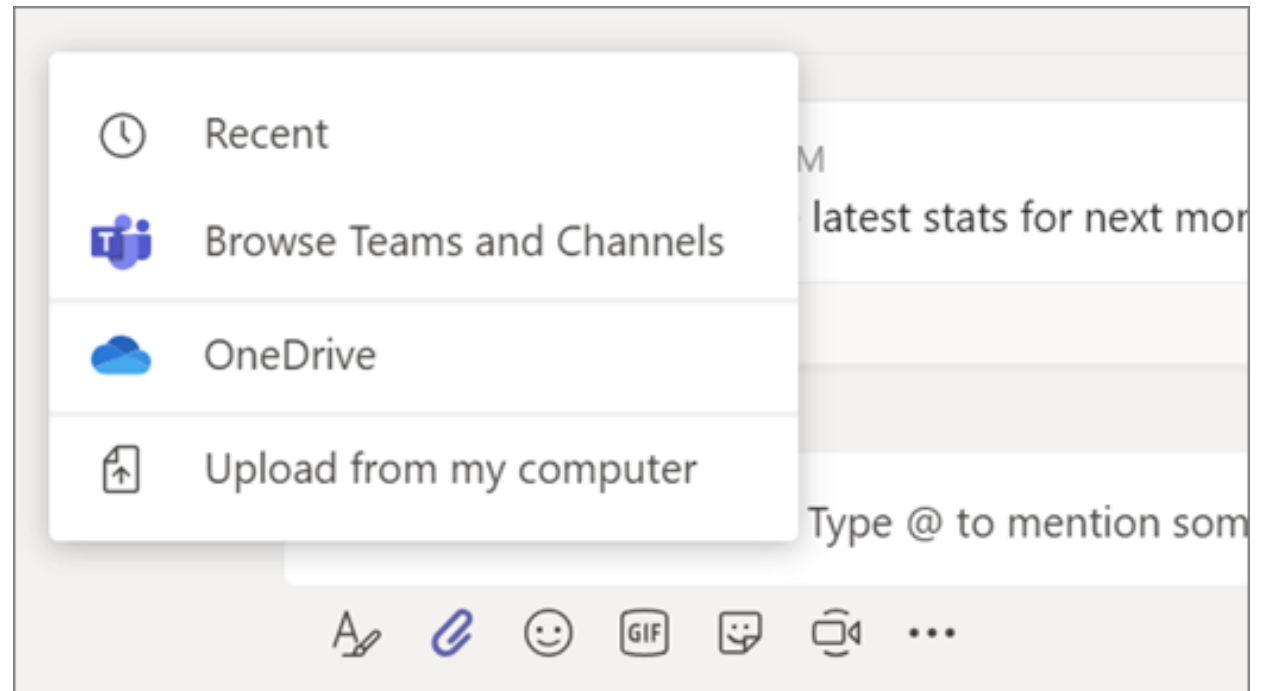 Recent
M
latest stats for next mor
T
Browse Teams and Channels
OneDrive
Upload from my computer
Type @ to mention som
GIF